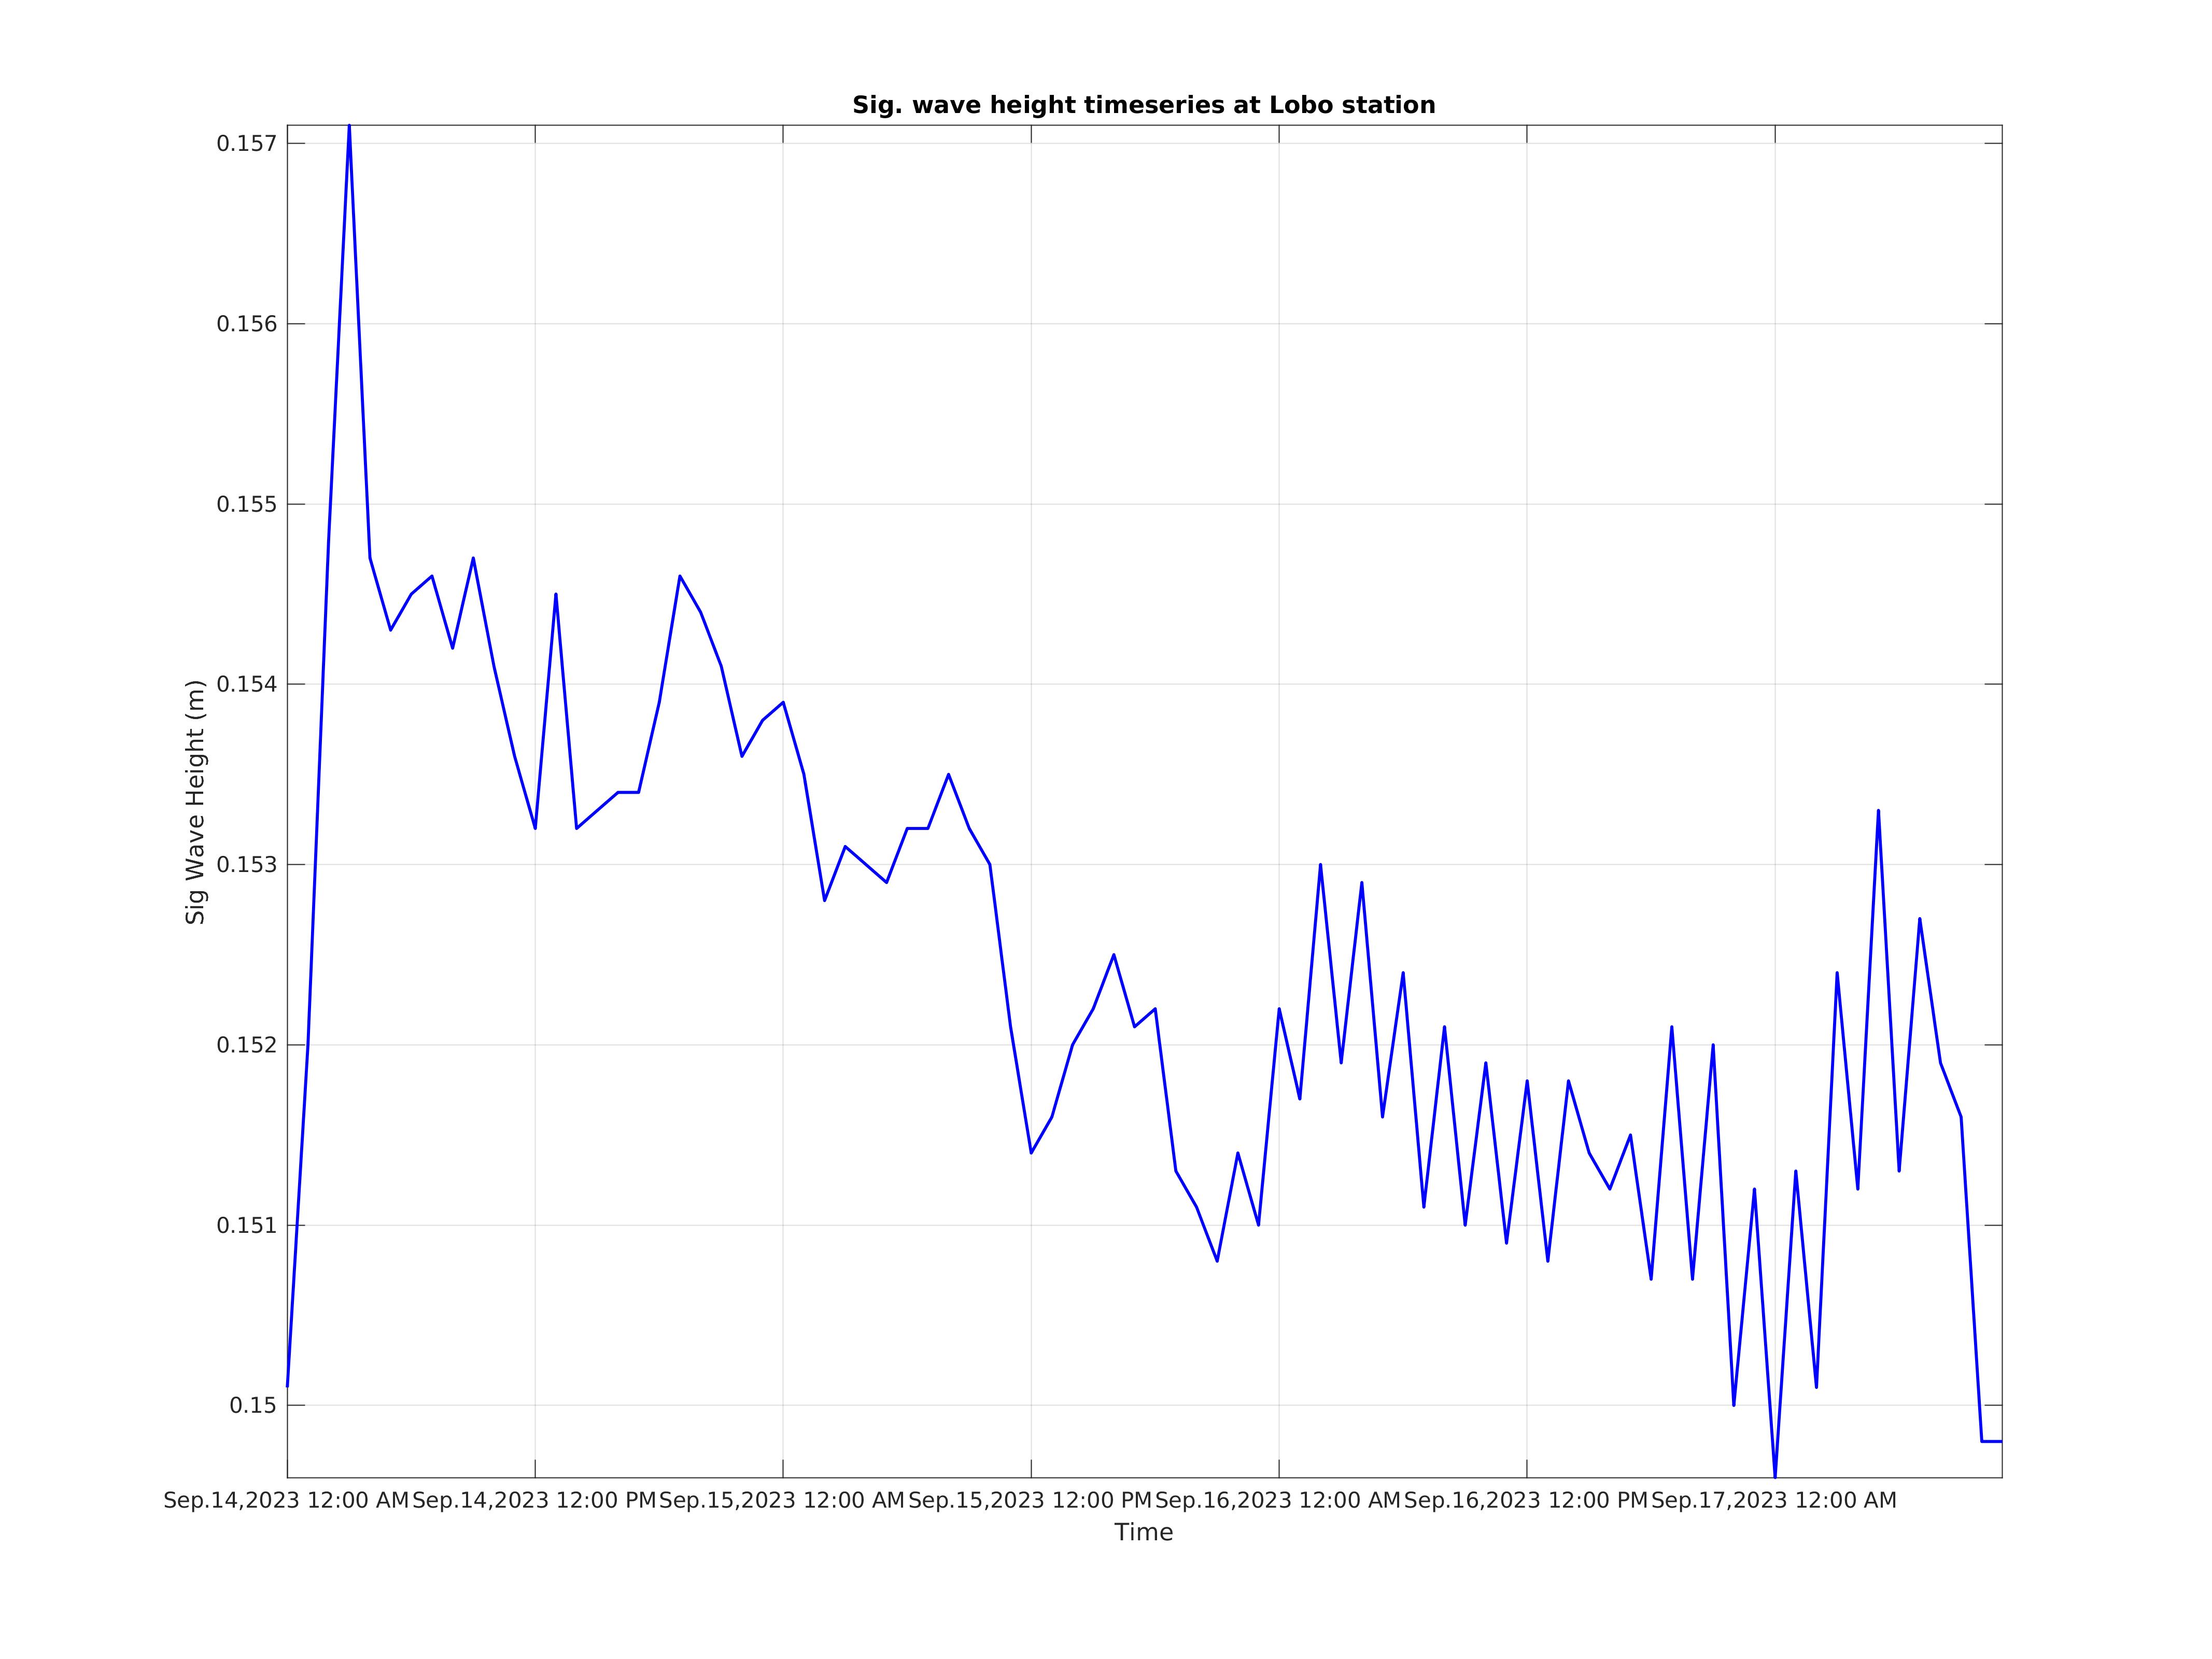 Sig. wave height timeseries at Lobo station
0.157
0.156
0.155
0.154
0.153
0.152
0.151
0.15
Sig Wave Height (m)
Sep.14,2023 12:00 AM
Sep.14,2023 12:00 PM
Sep.15,2023 12:00 AM
Sep.15,2023 12:00 PM
Sep.16,2023 12:00 AM
Sep.16,2023 12:00 PM
Sep.17,2023 12:00 AM
Time